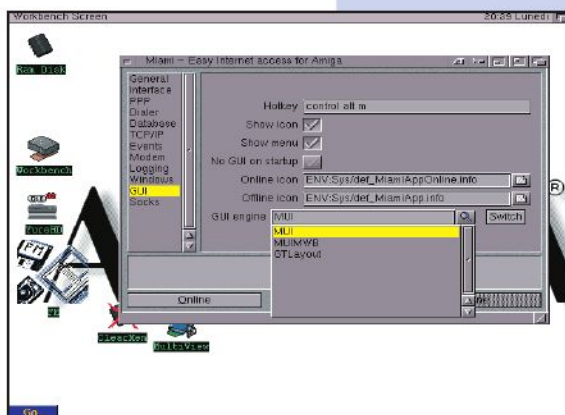 Workbench Screen 20:39 Lunedì
Ram Disk
Workbench
Miami - Easy Internet access for Amiga
General
Interface
PPP
Dialer
Database
TCP/IP
Events
Modem
Logging
Windows
GUI
Socks
Hotkey control alt m
Show icon
Show menu
No GUI on startup
Online icon ENV:Sys/def_MiamiAppOnline.info
Offline icon ENV:Sys/def_MiamiApp.info
GUI engine MUI Switch
MUI
MUIMWB
GTLayout
Online
ClearXen
MultiView
Go
®